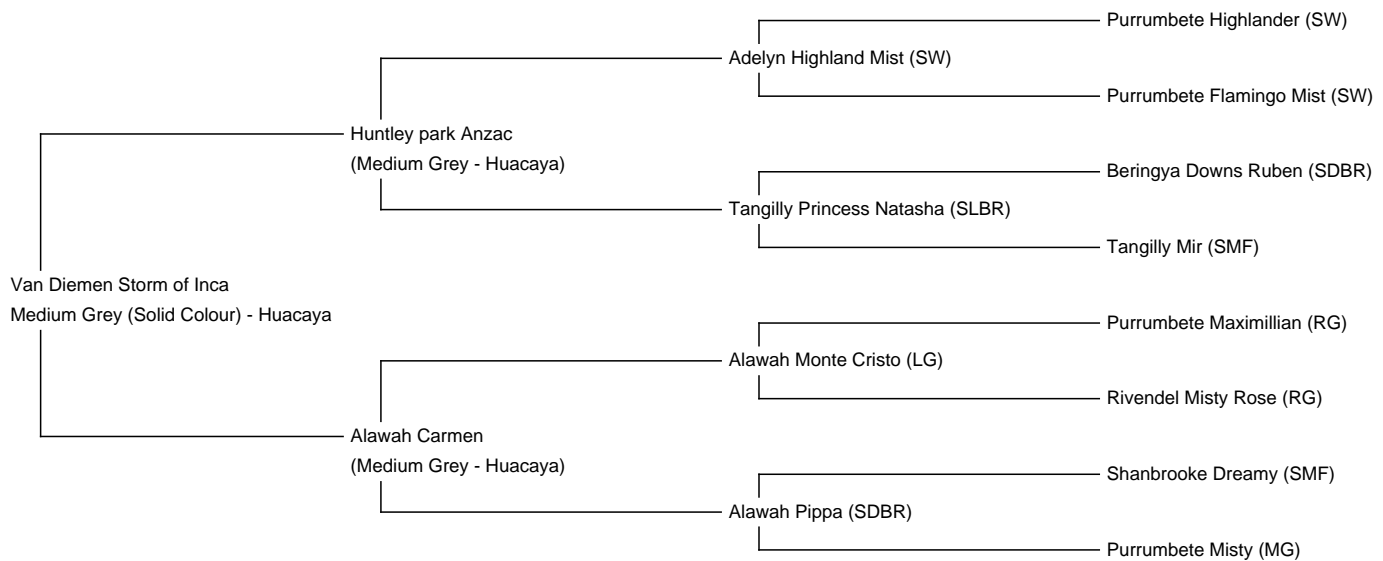 Purrumbete Highlander (SW)
Adelyn Highland Mist (SW)
Purrumbete Flamingo Mist (SW)
Huntley park Anzac
(Medium Grey - Huacaya)
Beringya Downs Ruben (SDBR)
Tangilly Princess Natasha (SLBR)
Tangilly Mir (SMF)
Van Diemen Storm of Inca
Medium Grey (Solid Colour) - Huacaya
Purrumbete Maximillian (RG)
Alawah Monte Cristo (LG)
Rivendel Misty Rose (RG)
Alawah Carmen
(Medium Grey - Huacaya)
Shanbrooke Dreamy (SMF)
Alawah Pippa (SDBR)
Purrumbete Misty (MG)